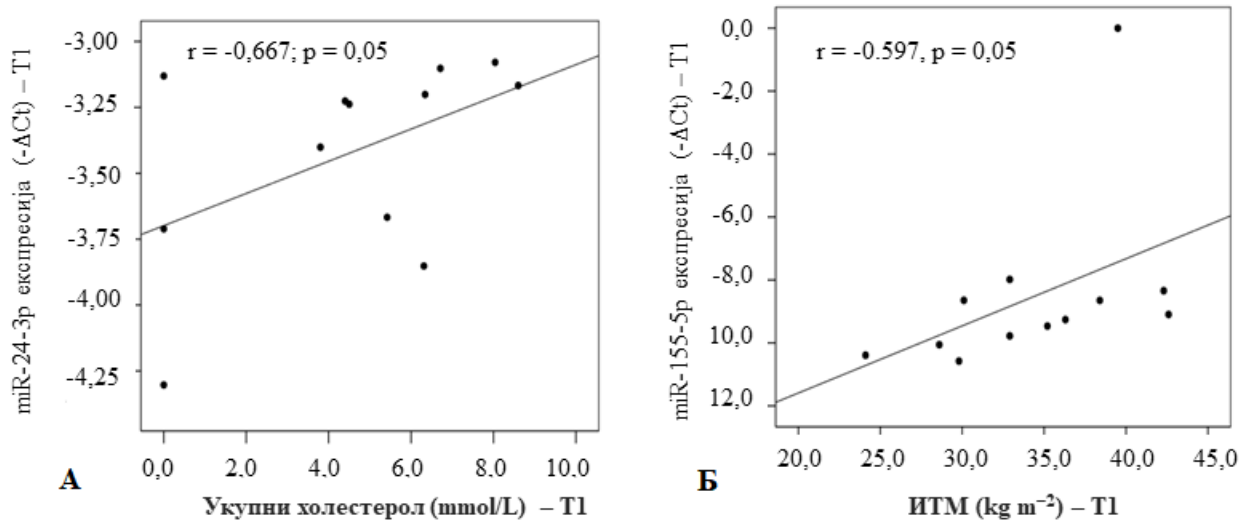 miR-24-3p експресија (-ΔCt) – T1
-3,00
-3,25
-3,50
-3,75
-4,00
-4,25
r = -0,667; p = 0,05
0,0 2.0 4.0 6.0 8.0 10.0
А
Укупни холестерол (mmol/L) – T1
miR-155-5p експресија (-ΔCt) – T1
0,0
-2,0
-4,0
-6,0
-8,0
10,0
12,0
r = -0.597, p = 0,05
20,0 25,0 30,0 35,0 40,0 45,0
Б
ИТМ (kg m⁻²) – T1